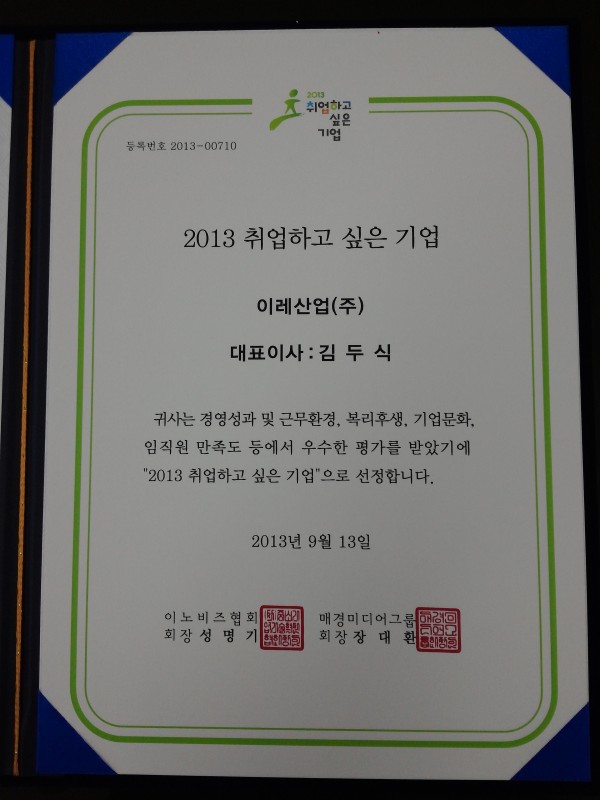 2013
취업하고
싶은
기업
등록번호 2013-00710
2013 취업하고 싶은 기업
이레산업(주)
대표이사 : 김 두 식
귀사는 경영성과 및 근무환경, 복리후생, 기업문화,
임직원 만족도 등에서 우수한 평가를 받았기에
"2013 취업하고 싶은 기업"으로 선정합니다.
2013년 9월 13일
이노비즈협회
회장 성명기
매경미디어그룹
회장 장 대 환